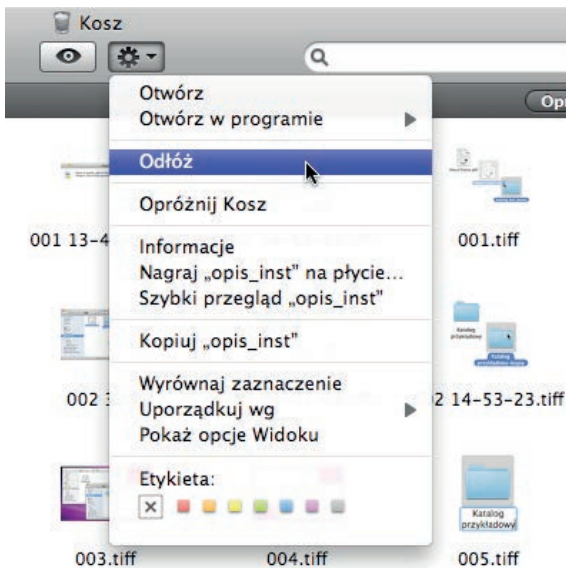 Kosz
Opr
Otwórz
Otwórz w programie
Odłóż
Opróżnij Kosz
Informacje
Nagraj „opis_inst” na płycie...
Szybki przegląd „opis_inst”
Kopiuj „opis_inst”
Wyrównaj zaznaczenie
Uporządkuj wg
Pokaż opcje Widoku
Etykieta:
001 13-4
001.tiff
002 3
2 14-53-23.tiff
Katalog
przykładowy
003.tiff
004.tiff
005.tiff